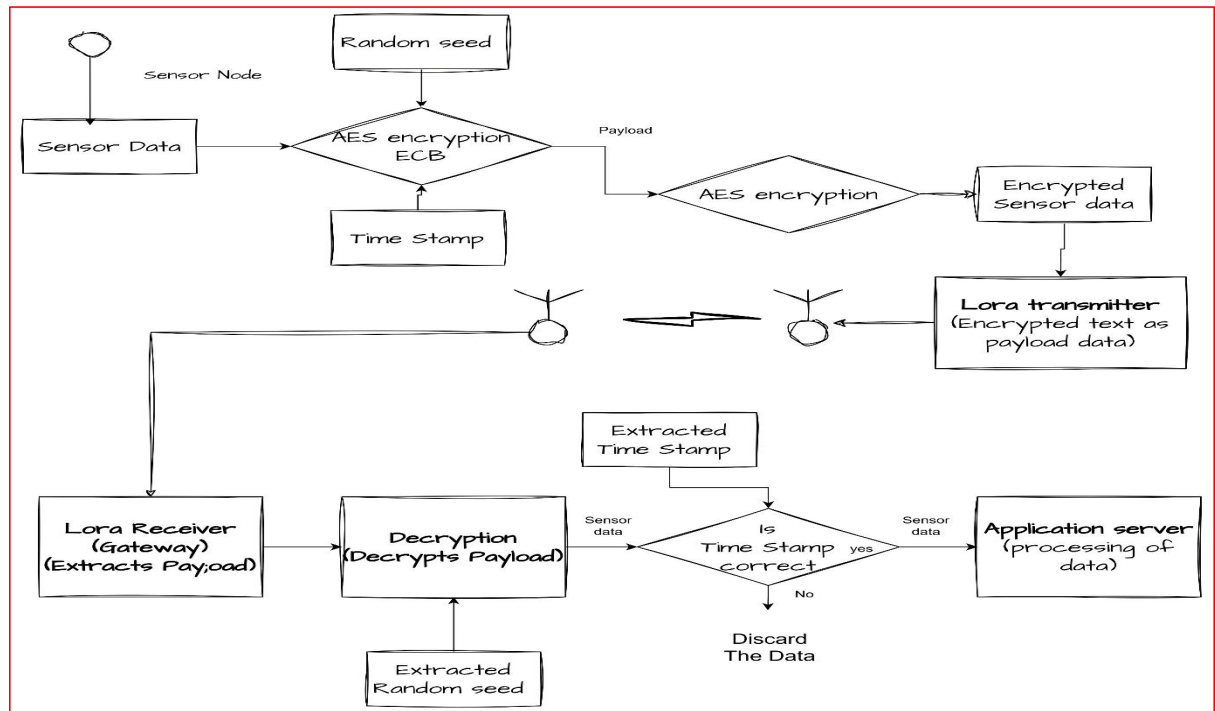 Random seed
Sensor Node
AES encryption
ECB
Payload
Sensor Data
AES encryption
Encrypted
Sensor data
Time Stamp
Lora transmitter
(Encrypted text as
payload data)
Extracted
Time Stamp
Lora Receiver
(Gateway)
(Extracts Pay;oad)
Decryption
(Decrypts Payload)
Sensor
data
Is
Time Stamp
correct
yes
Sensor
data
Application server
(processing of
data)
No
Discard
The Data
Extracted
Random seed